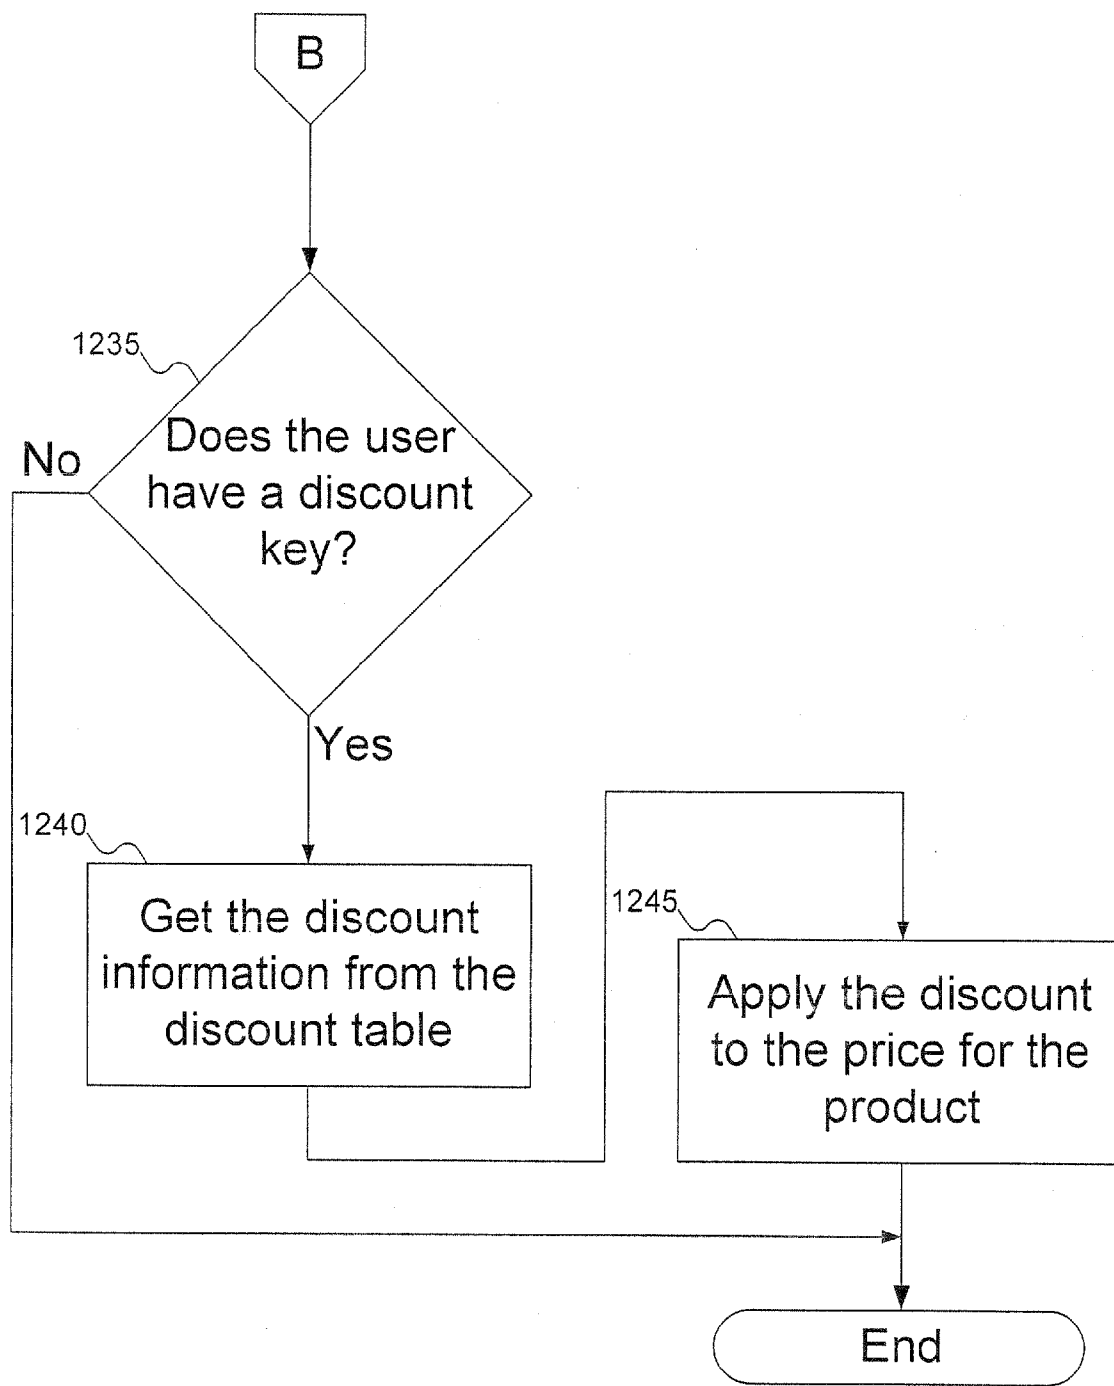 B
1235
Does the user
have a discount
key?
No
Yes
1240
Get the discount
information from the
discount table
1245
Apply the discount
to the price for the
product
End